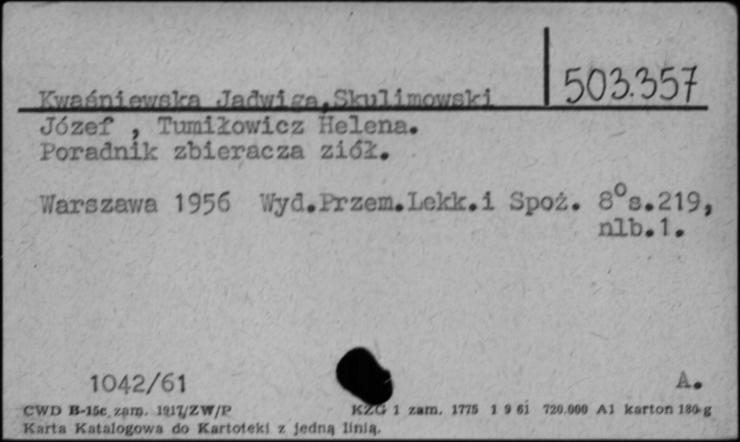 503.357
Kwaśniewska Jadwiga,Skulimowski
Józef , Tumiłowicz Helena.
Poradnik zbieracza ziół.
Warszawa 1956 Wyd.Przem.Lekk.i Spoż. 8° s.219,
nlb.1.
1042/61
A.
CWD B-15c zam. 1917/ZW/P KZG 1 zam. 1775 1 9 61 720.000 A1 karton 180-g
Karta Katalogowa do Kartoteki z jedną linią.